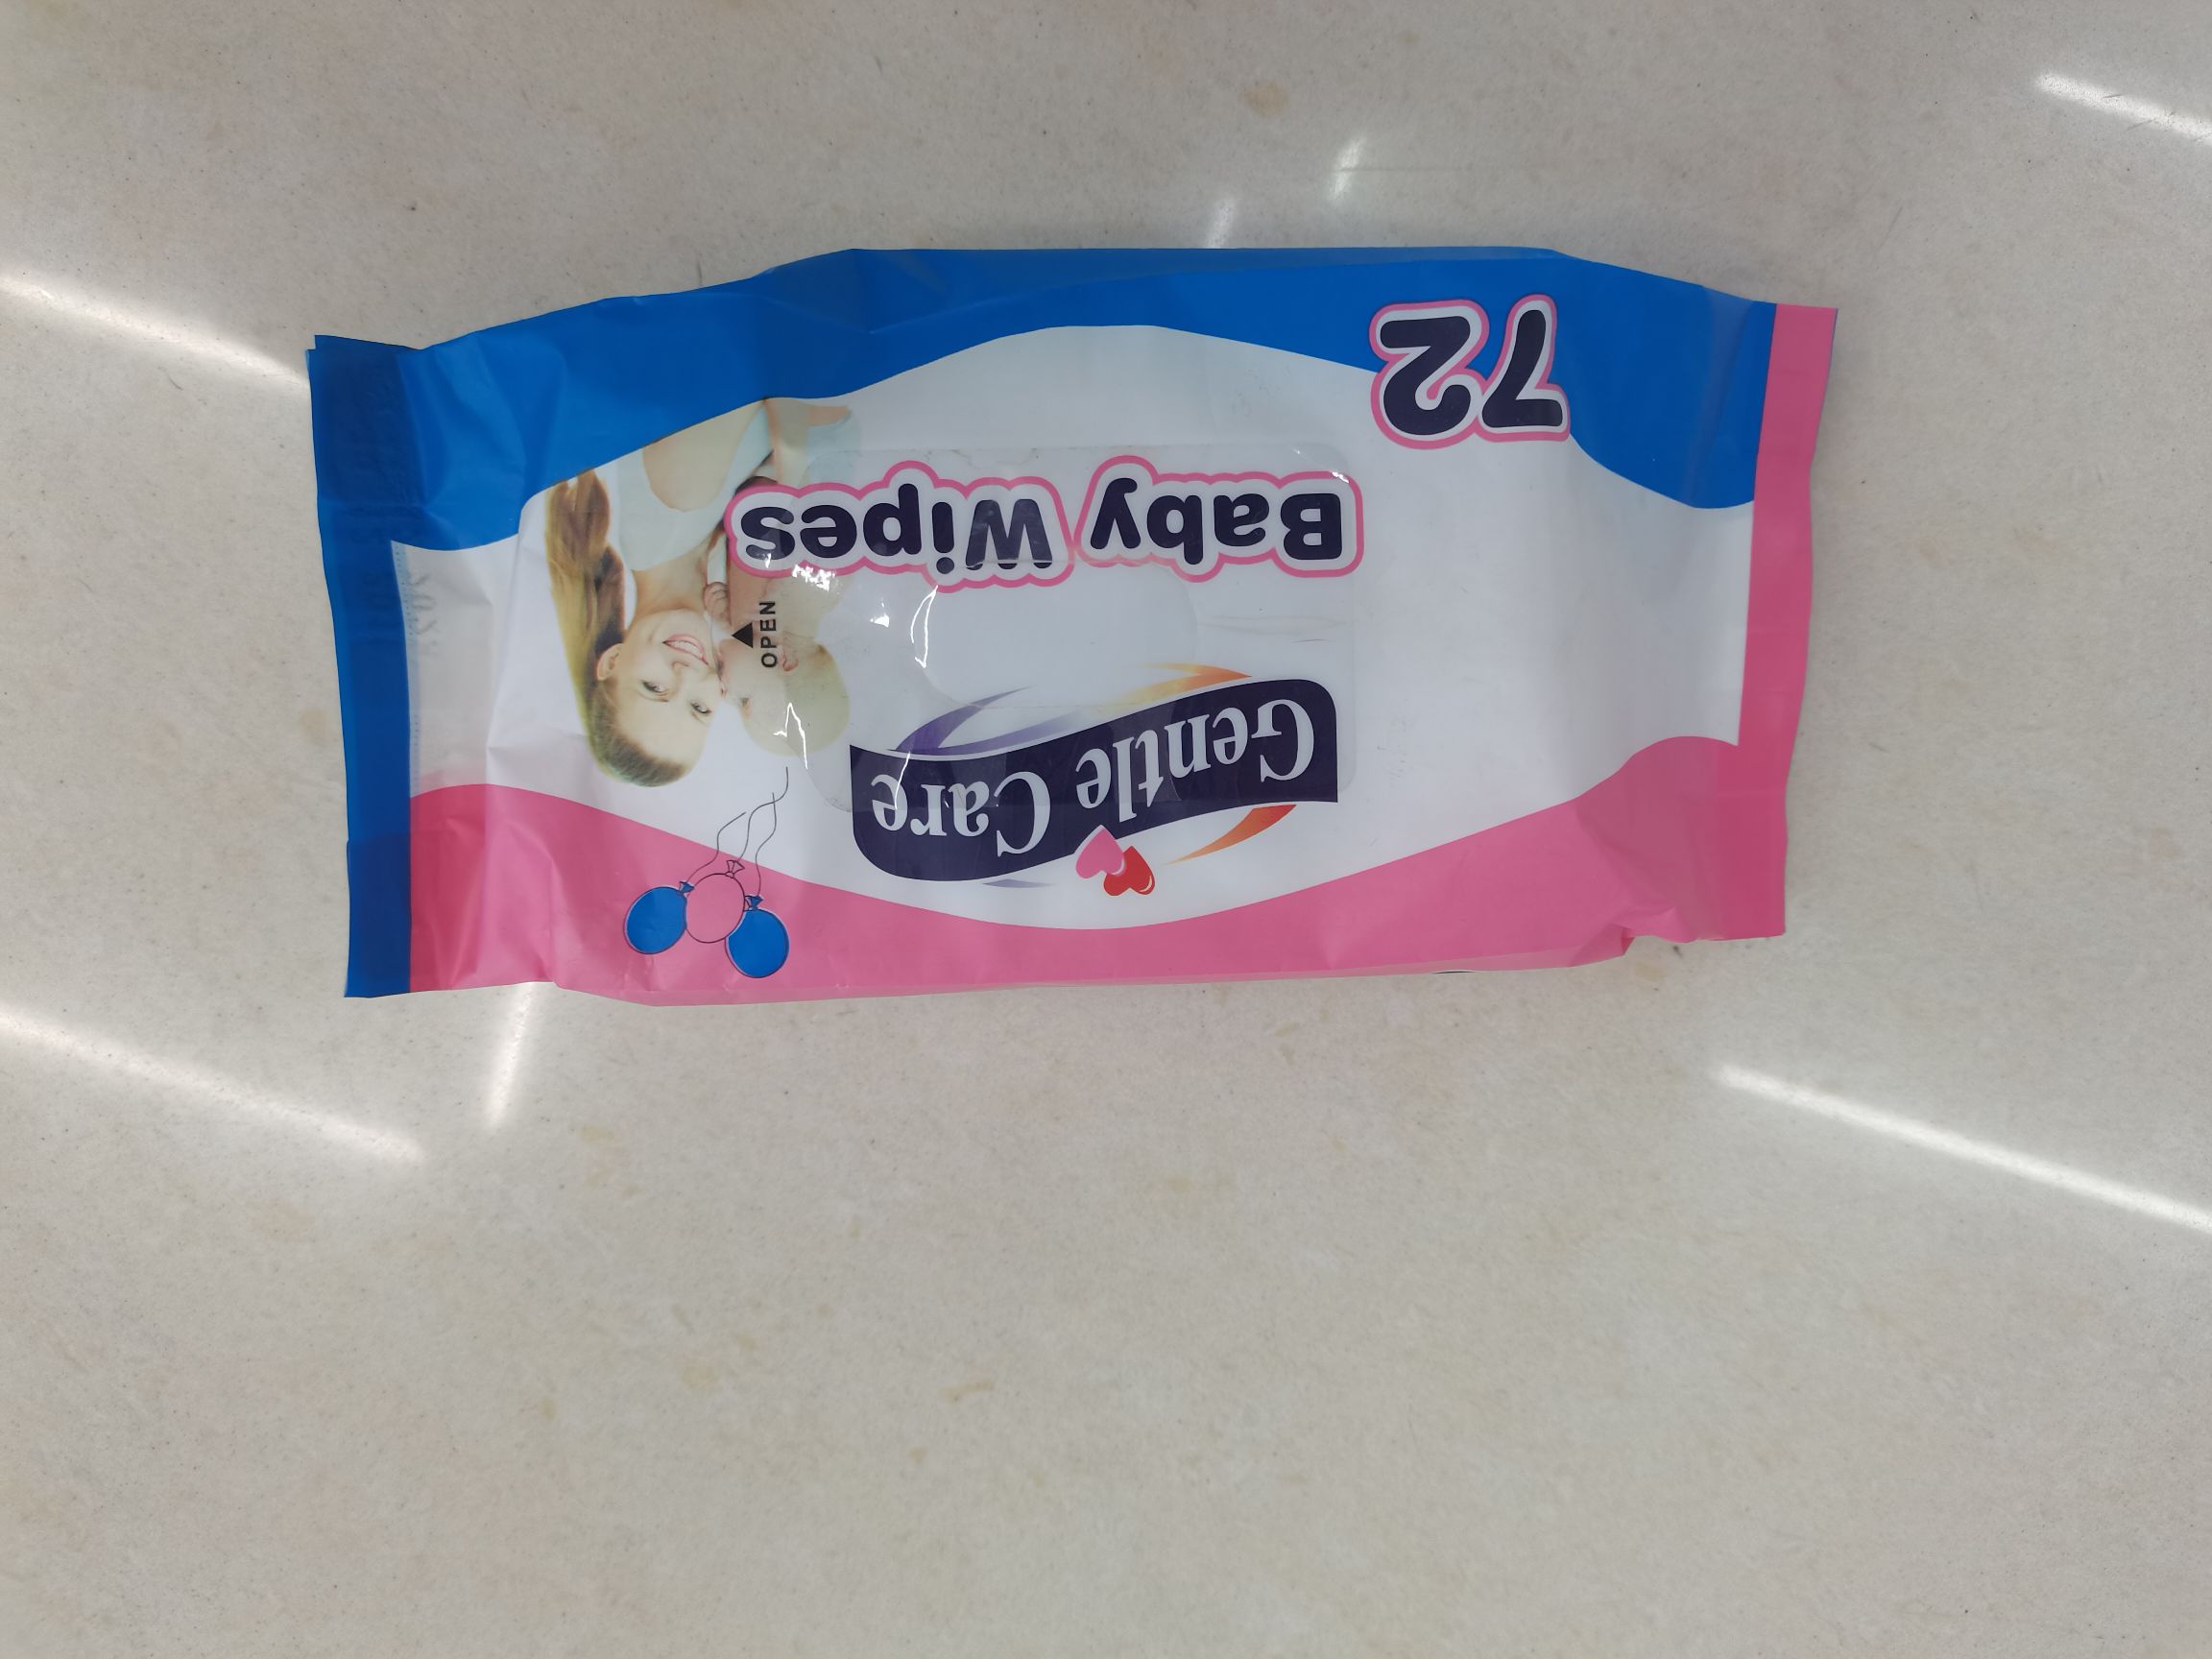 Gentle Care
Baby Wipes
72
OPEN